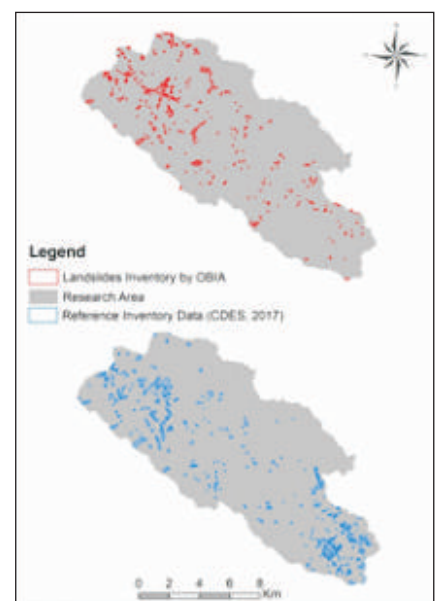 Legend
Landslides Inventory by OBIA
Research Area
Reference Inventory Data (CDES, 2017)
0 2 4 6 8
Km